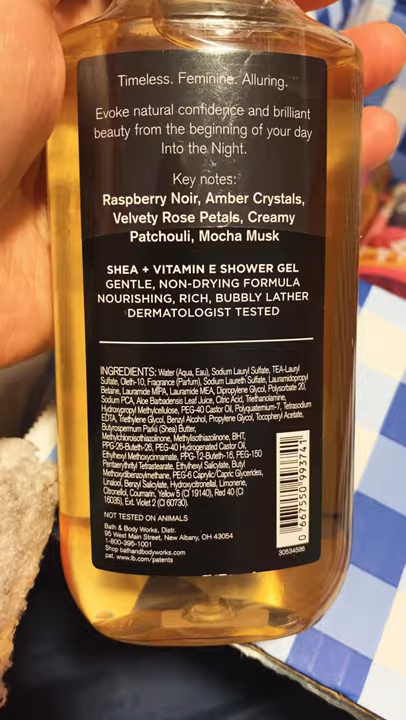 Timeless. Feminine. Alluring.
Evoke natural confidence and brilliant
beauty from the beginning of your day
Into the Night.
Key notes:
Raspberry Noir, Amber Crystals,
Velvety Rose Petals, Creamy
Patchouli, Mocha Musk
SHEA + VITAMIN E SHOWER GEL
GENTLE, NON-DRYING FORMULA
NOURISHING, RICH, BUBBLY LATHER
DERMATOLOGIST TESTED
INGREDIENTS: Water (Aqua, Eau), Sodium Lauryl Sulfate, TEA-Lauryl
Sulfate, Oleth-10, Fragrance (Parfum), Sodium Laureth Sulfate, Lauramidopropyl
Betaine, Lauramide MIPA, Lauramide MEA, Dipropylene Glycol, Polysorbate 20,
Sodium PCA, Aloe Barbadensis Leaf Juice, Citric Acid, Triethanolamine,
Hydroxypropyl Methylcellulose, PEG-40 Castor Oil, Polyquaternium-7, Tetrasodium
EDTA, Triethylene Glycol, Benzyl Alcohol, Propylene Glycol, Tocopheryl Acetate,
Butyrospermum Parkii (Shea) Butter,
Methylchloroisothiazolinone, Methylisothiazolinone, BHT,
PPG-26-Buteth-26, PEG-40 Hydrogenated Castor Oil,
Ethylhexyl Methoxycinnamate, PPG-12-Buteth-16, PEG-150
Pentaerythrityl Tetrastearate, Ethylhexyl Salicylate, Butyl
Methoxydibenzoylmethane, PEG-6 Caprylic/Capric Glycerides,
Linalool, Benzyl Salicylate, Hydroxycitronellal, Limonene,
Citronellol, Coumarin, Yellow 5 (CI 19140), Red 40 (CI
16035), Ext. Violet 2 (CI 60730).
NOT TESTED ON ANIMALS
Bath & Body Works, Distr.
95 West Main Street, New Albany, OH 43054
1-800-395-1001
Shop bathandbodyworks.com
pat. www.lb.com/patents
0 667550 993741
30534586